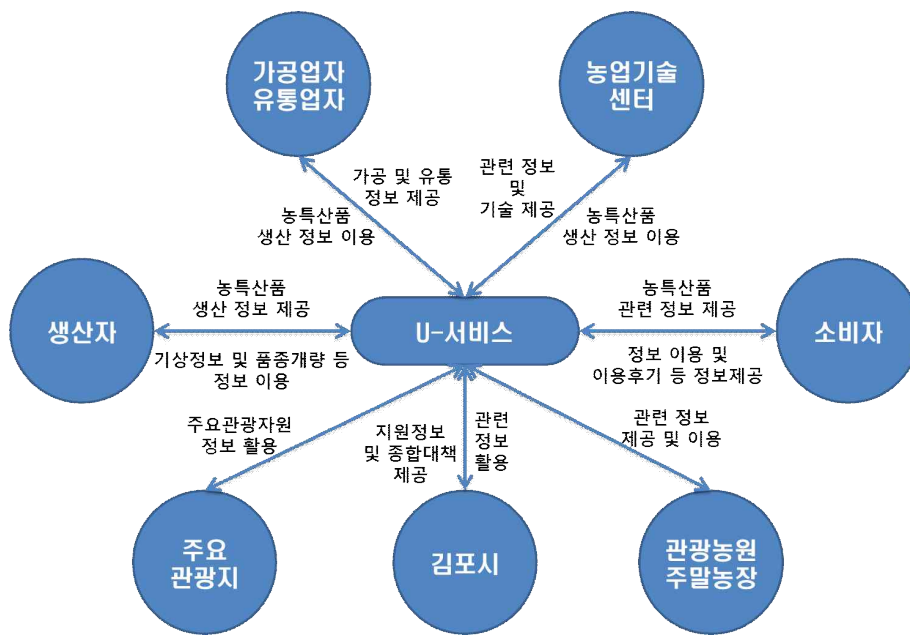 가공업자
유통업자
농업기술
센터
가공 및 유통
정보 제공
관련 정보
및
기술 제공
농특산품
생산 정보 이용
농특산품
생산 정보 이용
생산자
농특산품
생산 정보 제공
기상정보 및 품종개량 등
정보 이용
U-서비스
농특산품
관련 정보 제공
정보 이용 및
이용후기 등 정보제공
소비자
주요관광자원
정보 활용
지원정보
및 종합대책
제공
관련
정보
활용
관련 정보
제공 및 이용
주요
관광지
김포시
관광농원
주말농장